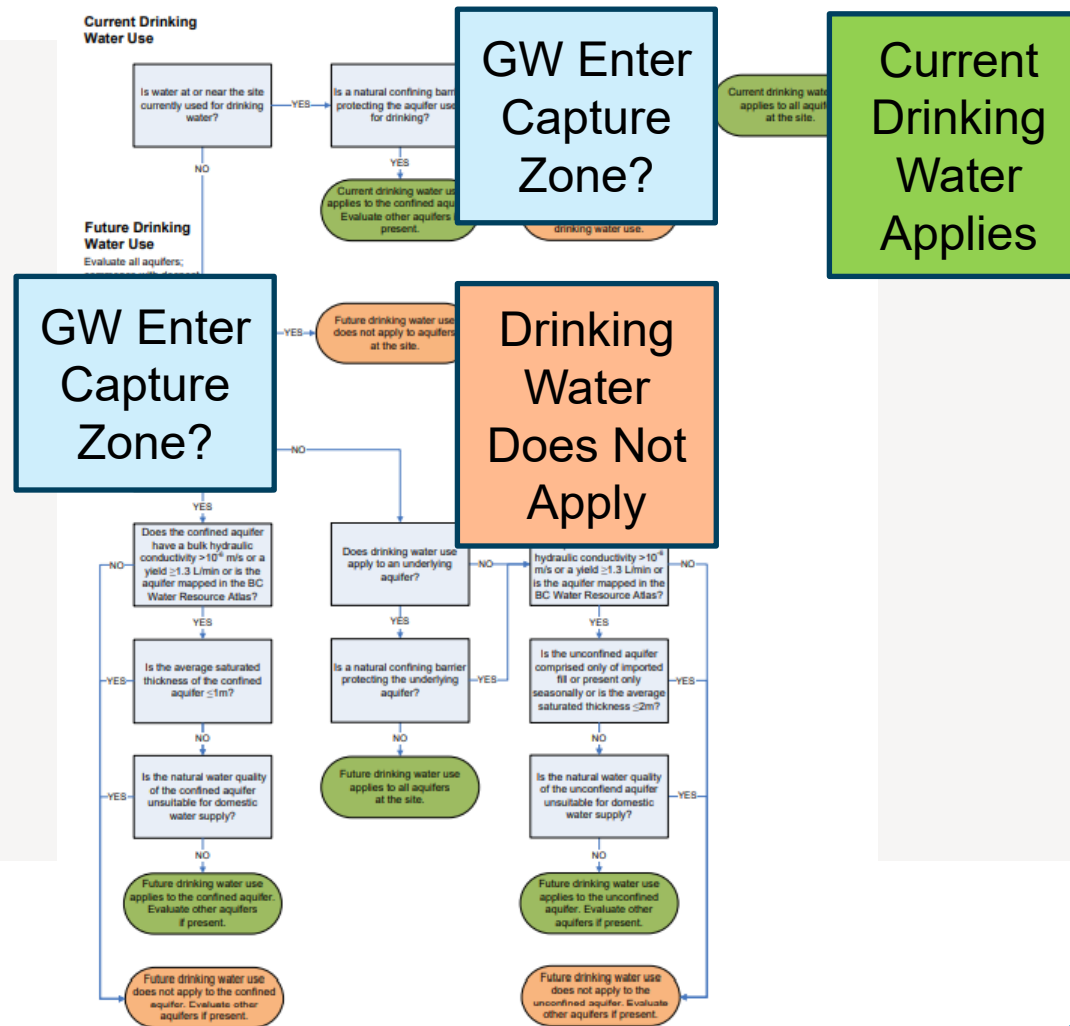 Current Drinking
Water Use
Is water at or near the site
currently used for drinking
water?
YES
Is a natural confining barrier
protecting the aquifer use
for drinking?
GW Enter
Capture
Zone?
Current drinking wate
applies to all aquif
at the site.
Current
Drinking
Water
Applies
NO
YES
Current drinking water us
applies to the confined aqu
Evaluate other aquifers i
present.
drinking water use.
Future Drinking
Water Use
Evaluate all aquifers;
GW Enter
Capture
Zone?
YES
Future drinking water use
does not apply to aquifers
at the site.
Drinking
Water
Does Not
Apply
NO
YES
Does the confined aquifer
have a bulk hydraulic
conductivity >10⁻⁶ m/s or a
yield ≥1.3 L/min or is the
aquifer mapped in the BC
Water Resource Atlas?
NO
Does drinking water use
apply to an underlying
aquifer?
NO
hydraulic conductivity >10⁻⁶
m/s or a yield ≥1.3 L/min or
is the aquifer mapped in the
BC Water Resource Atlas?
NO
YES
YES
YES
Is the average saturated
thickness of the confined
aquifer ≤1m?
YES
Is a natural confining barrier
protecting the underlying
aquifer?
YES
Is the unconfined aquifer
comprised only of imported
fill or present only
seasonally or is the average
saturated thickness ≤2m?
YES
NO
NO
NO
Is the natural water quality
of the confined aquifer
unsuitable for domestic
water supply?
YES
Future drinking water use
applies to all aquifers
at the site.
Is the natural water quality
of the unconfiend aquifer
unsuitable for domestic
water supply?
YES
NO
NO
Future drinking water use
applies to the confined aquifer.
Evaluate other aquifers
if present.
Future drinking water use
applies to the unconfined
aquifer. Evaluate other
aquifers if present.
Future drinking water use
does not apply to the confined
aquifer. Evaluate other
aquifers if present.
Future drinking water use
does not apply to the
unconfined aquifer. Evaluate
other aquifers if present.